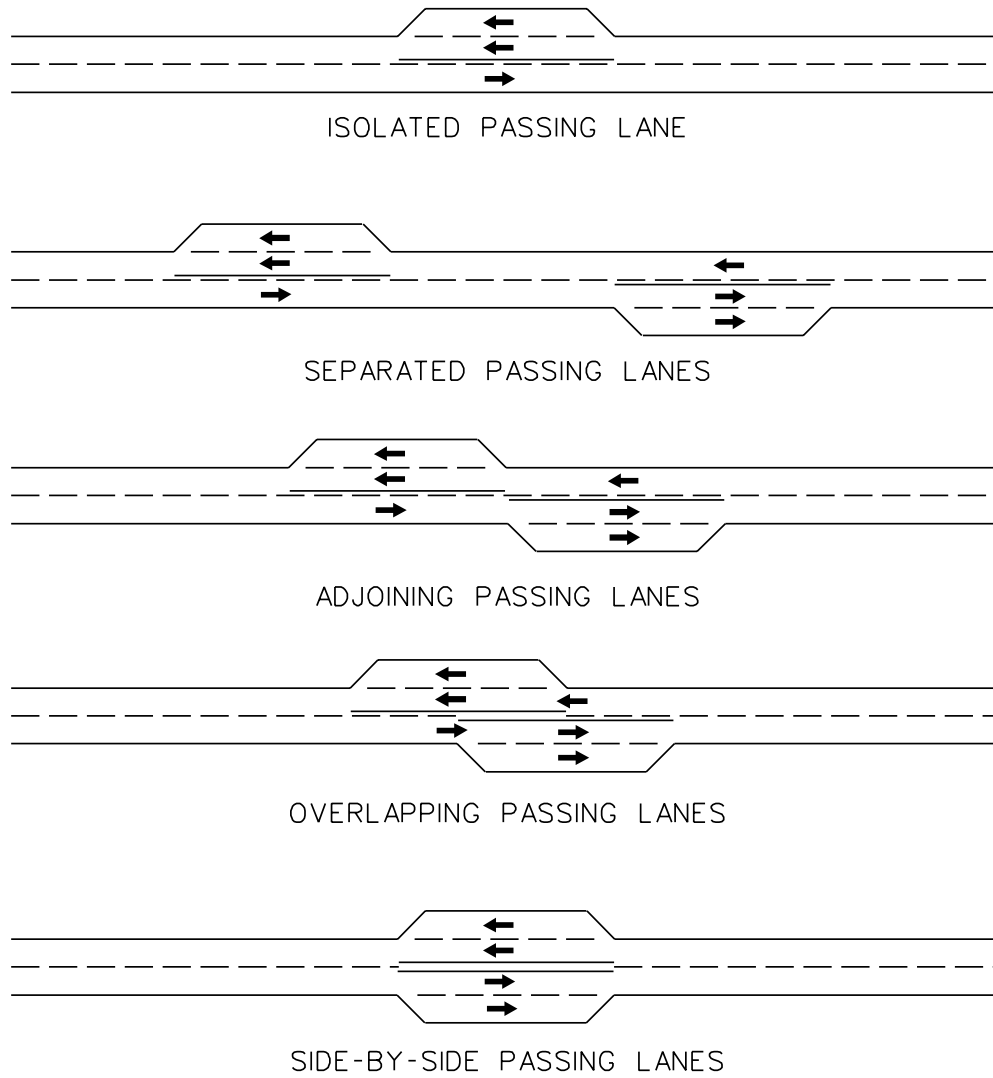 ISOLATED PASSING LANE
SEPARATED PASSING LANES
ADJOINING PASSING LANES
OVERLAPPING PASSING LANES
SIDE-BY-SIDE PASSING LANES